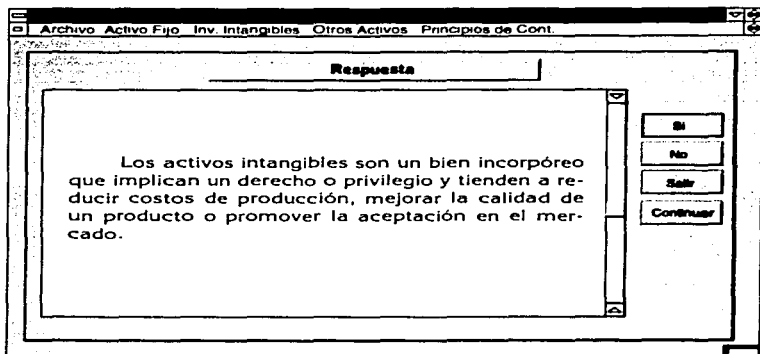 Archivo Activo Fijo Inv. Intangibles Otros Activos Principios de Cont.
Respuesta
Los activos intangibles son un bien incorpóreo
que implican un derecho o privilegio y tienden a re-
ducir costos de producción, mejorar la calidad de
un producto o promover la aceptación en el mer-
cado.
Si
No
Salir
Continuar